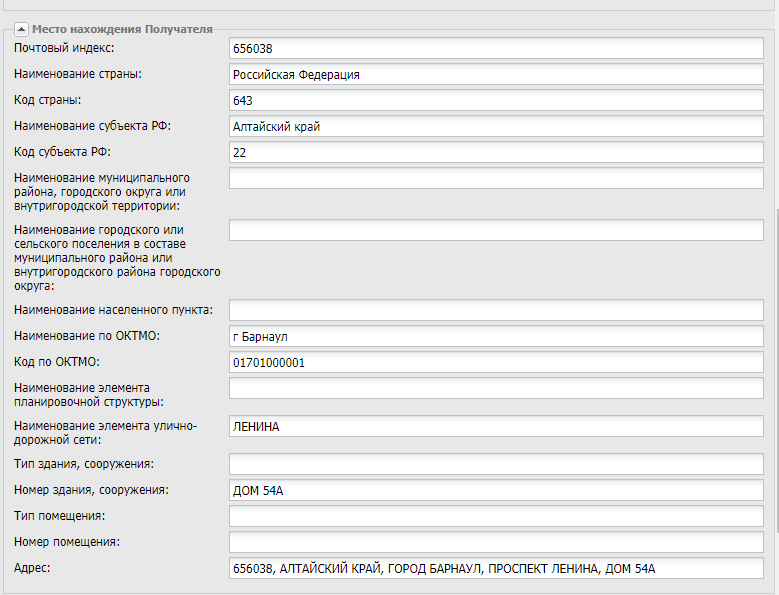 Место нахождения Получателя
Почтовый индекс: 656038
Наименование страны: Российская Федерация
Код страны: 643
Наименование субъекта РФ: Алтайский край
Код субъекта РФ: 22
Наименование муниципального
района, городского округа или
внутригородской территории:
Наименование городского или
сельского поселения в составе
муниципального района или
внутригородского района городского
округа:
Наименование населенного пункта:
Наименование по ОКТМО: г Барнаул
Код по ОКТМО: 01701000001
Наименование элемента
планировочной структуры:
Наименование элемента улично-
дорожной сети: ЛЕНИНА
Тип здания, сооружения:
Номер здания, сооружения: ДОМ 54А
Тип помещения:
Номер помещения:
Адрес: 656038, АЛТАЙСКИЙ КРАЙ, ГОРОД БАРНАУЛ, ПРОСПЕКТ ЛЕНИНА, ДОМ 54А